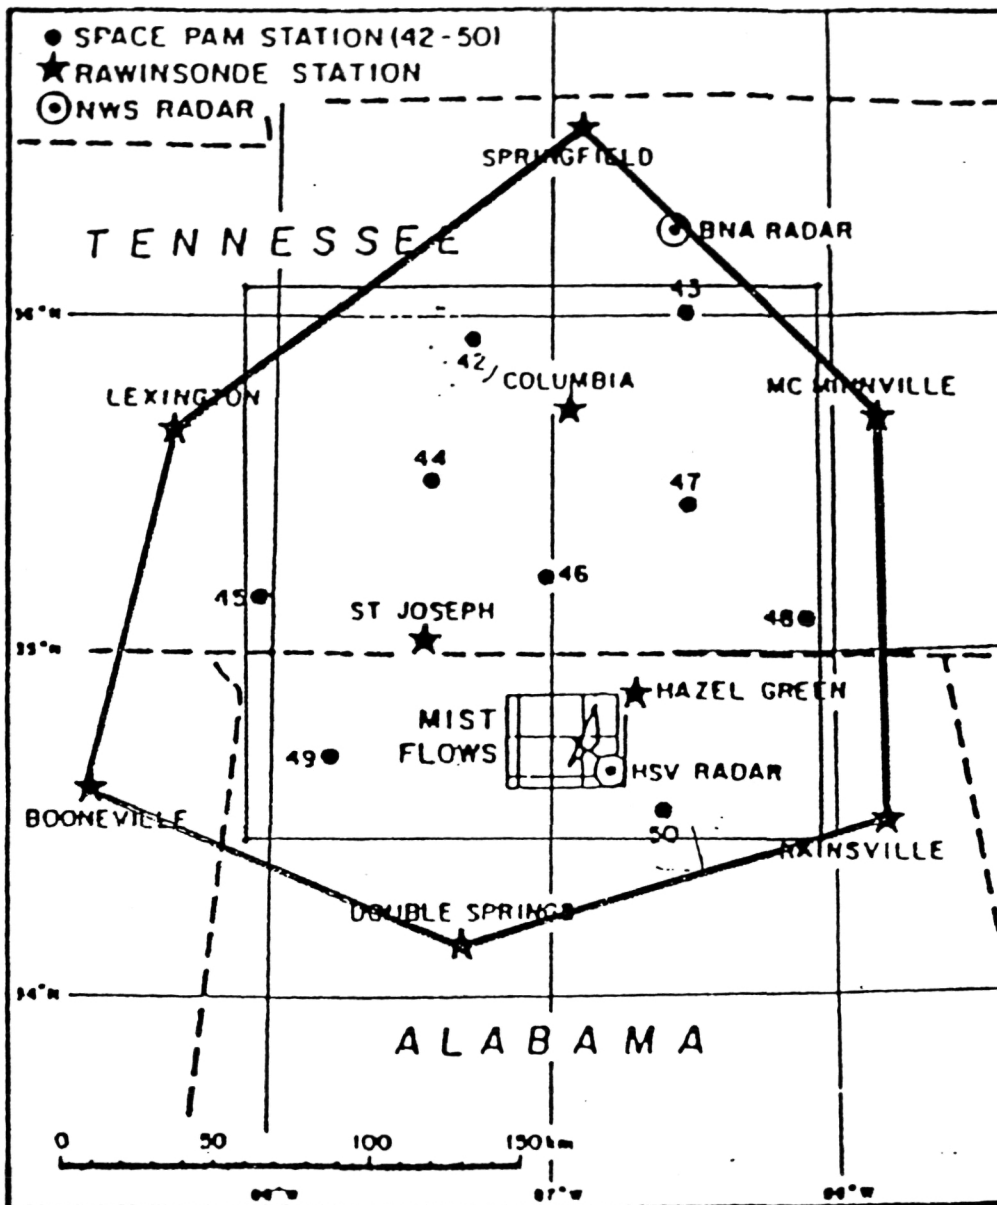 SPACE PAM STATION (42-50)
RAWINSONDE STATION
NWS RADAR
SPRINGFIELD
BNA RADAR
TENNESSEE
43
42
COLUMBIA
LEXINGTON
MC MINNVILLE
44
47
46
45
ST JOSEPH
48
HAZEL GREEN
MIST
FLOWS
49
HSV RADAR
BOONEVILLE
50
DOUBLE SPRINGS
ALABAMA
0 50 100 150 km
87°W